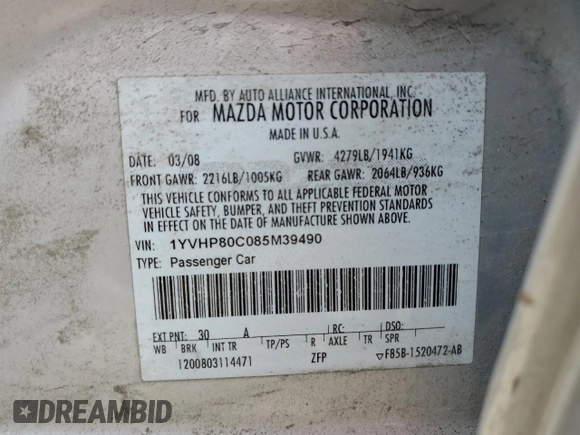 MFD. BY AUTO ALLIANCE INTERNATIONAL, INC.
FOR MAZDA MOTOR CORPORATION
MADE IN U.S.A.
DATE: 03/08 GVWR: 4279LB/1941KG
FRONT GAWR: 2216LB/1005KG REAR GAWR: 2064LB/936KG
THIS VEHICLE CONFORMS TO ALL APPLICABLE FEDERAL MOTOR
VEHICLE SAFETY, BUMPER, AND THEFT PREVENTION STANDARDS
IN EFFECT ON THE DATE OF MANUFACTURE SHOWN ABOVE.
VIN: 1YVHP80C085M39490
TYPE: Passenger Car
EXT PNT: 30 A RC: DSO:
WB BRK INT TR TP/PS R AXLE TR SPR
1200803114471 ZFP ▽F85B-1520472-AB
DREAMBID